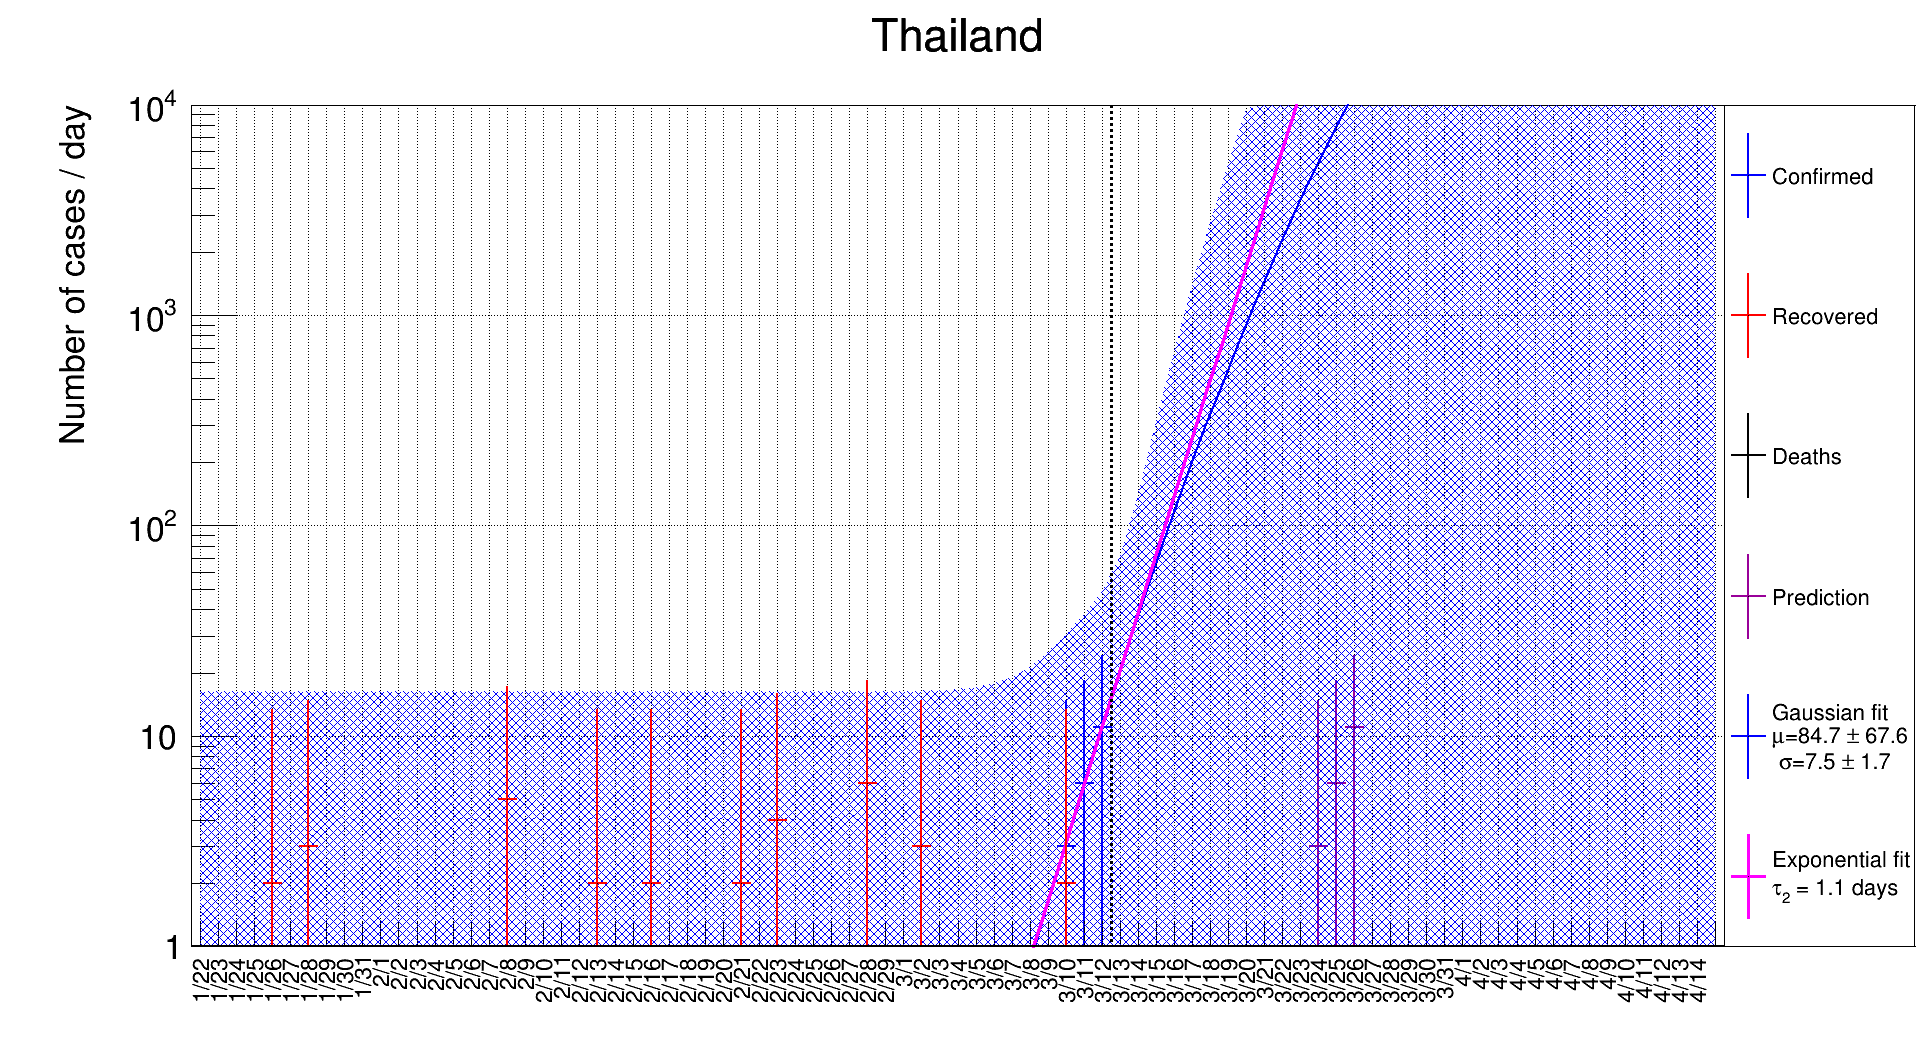 Thailand
Number of cases / day
10⁴
10³
10²
10
1
1/22 1/23 1/24 1/25 1/26 1/27 1/28 1/29 1/30 1/31 2/1 2/2 2/3 2/4 2/5 2/6 2/7 2/8 2/9 2/10 2/11 2/12 2/13 2/14 2/15 2/16 2/17 2/18 2/19 2/20 2/21 2/22 2/23 2/24 2/25 2/26 2/27 2/28 2/29 3/1 3/2 3/3 3/4 3/5 3/6 3/7 3/8 3/9 3/10 3/11 3/12 3/13 3/14 3/15 3/16 3/17 3/18 3/19 3/20 3/21 3/22 3/23 3/24 3/25 3/26 3/27 3/28 3/29 3/30 3/31 4/1 4/2 4/3 4/4 4/5 4/6 4/7 4/8 4/9 4/10 4/11 4/12 4/13 4/14
Confirmed
Recovered
Deaths
Prediction
Gaussian fit
μ=84.7 ± 67.6
σ=7.5 ± 1.7
Exponential fit
τ₂ = 1.1 days